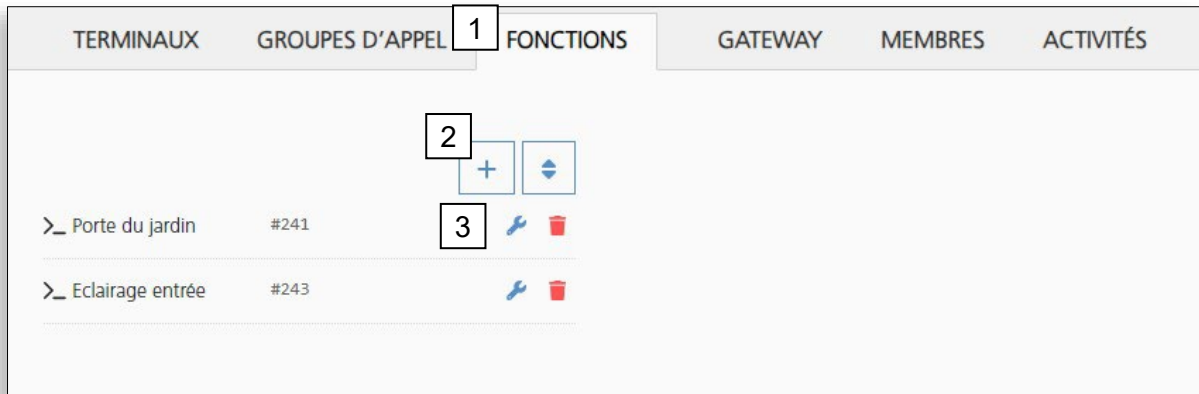 TERMINAUX GROUPES D'APPEL 1 FONCTIONS GATEWAY MEMBRES ACTIVITÉS
2
>_ Porte du jardin #241 3
>_ Eclairage entrée #243